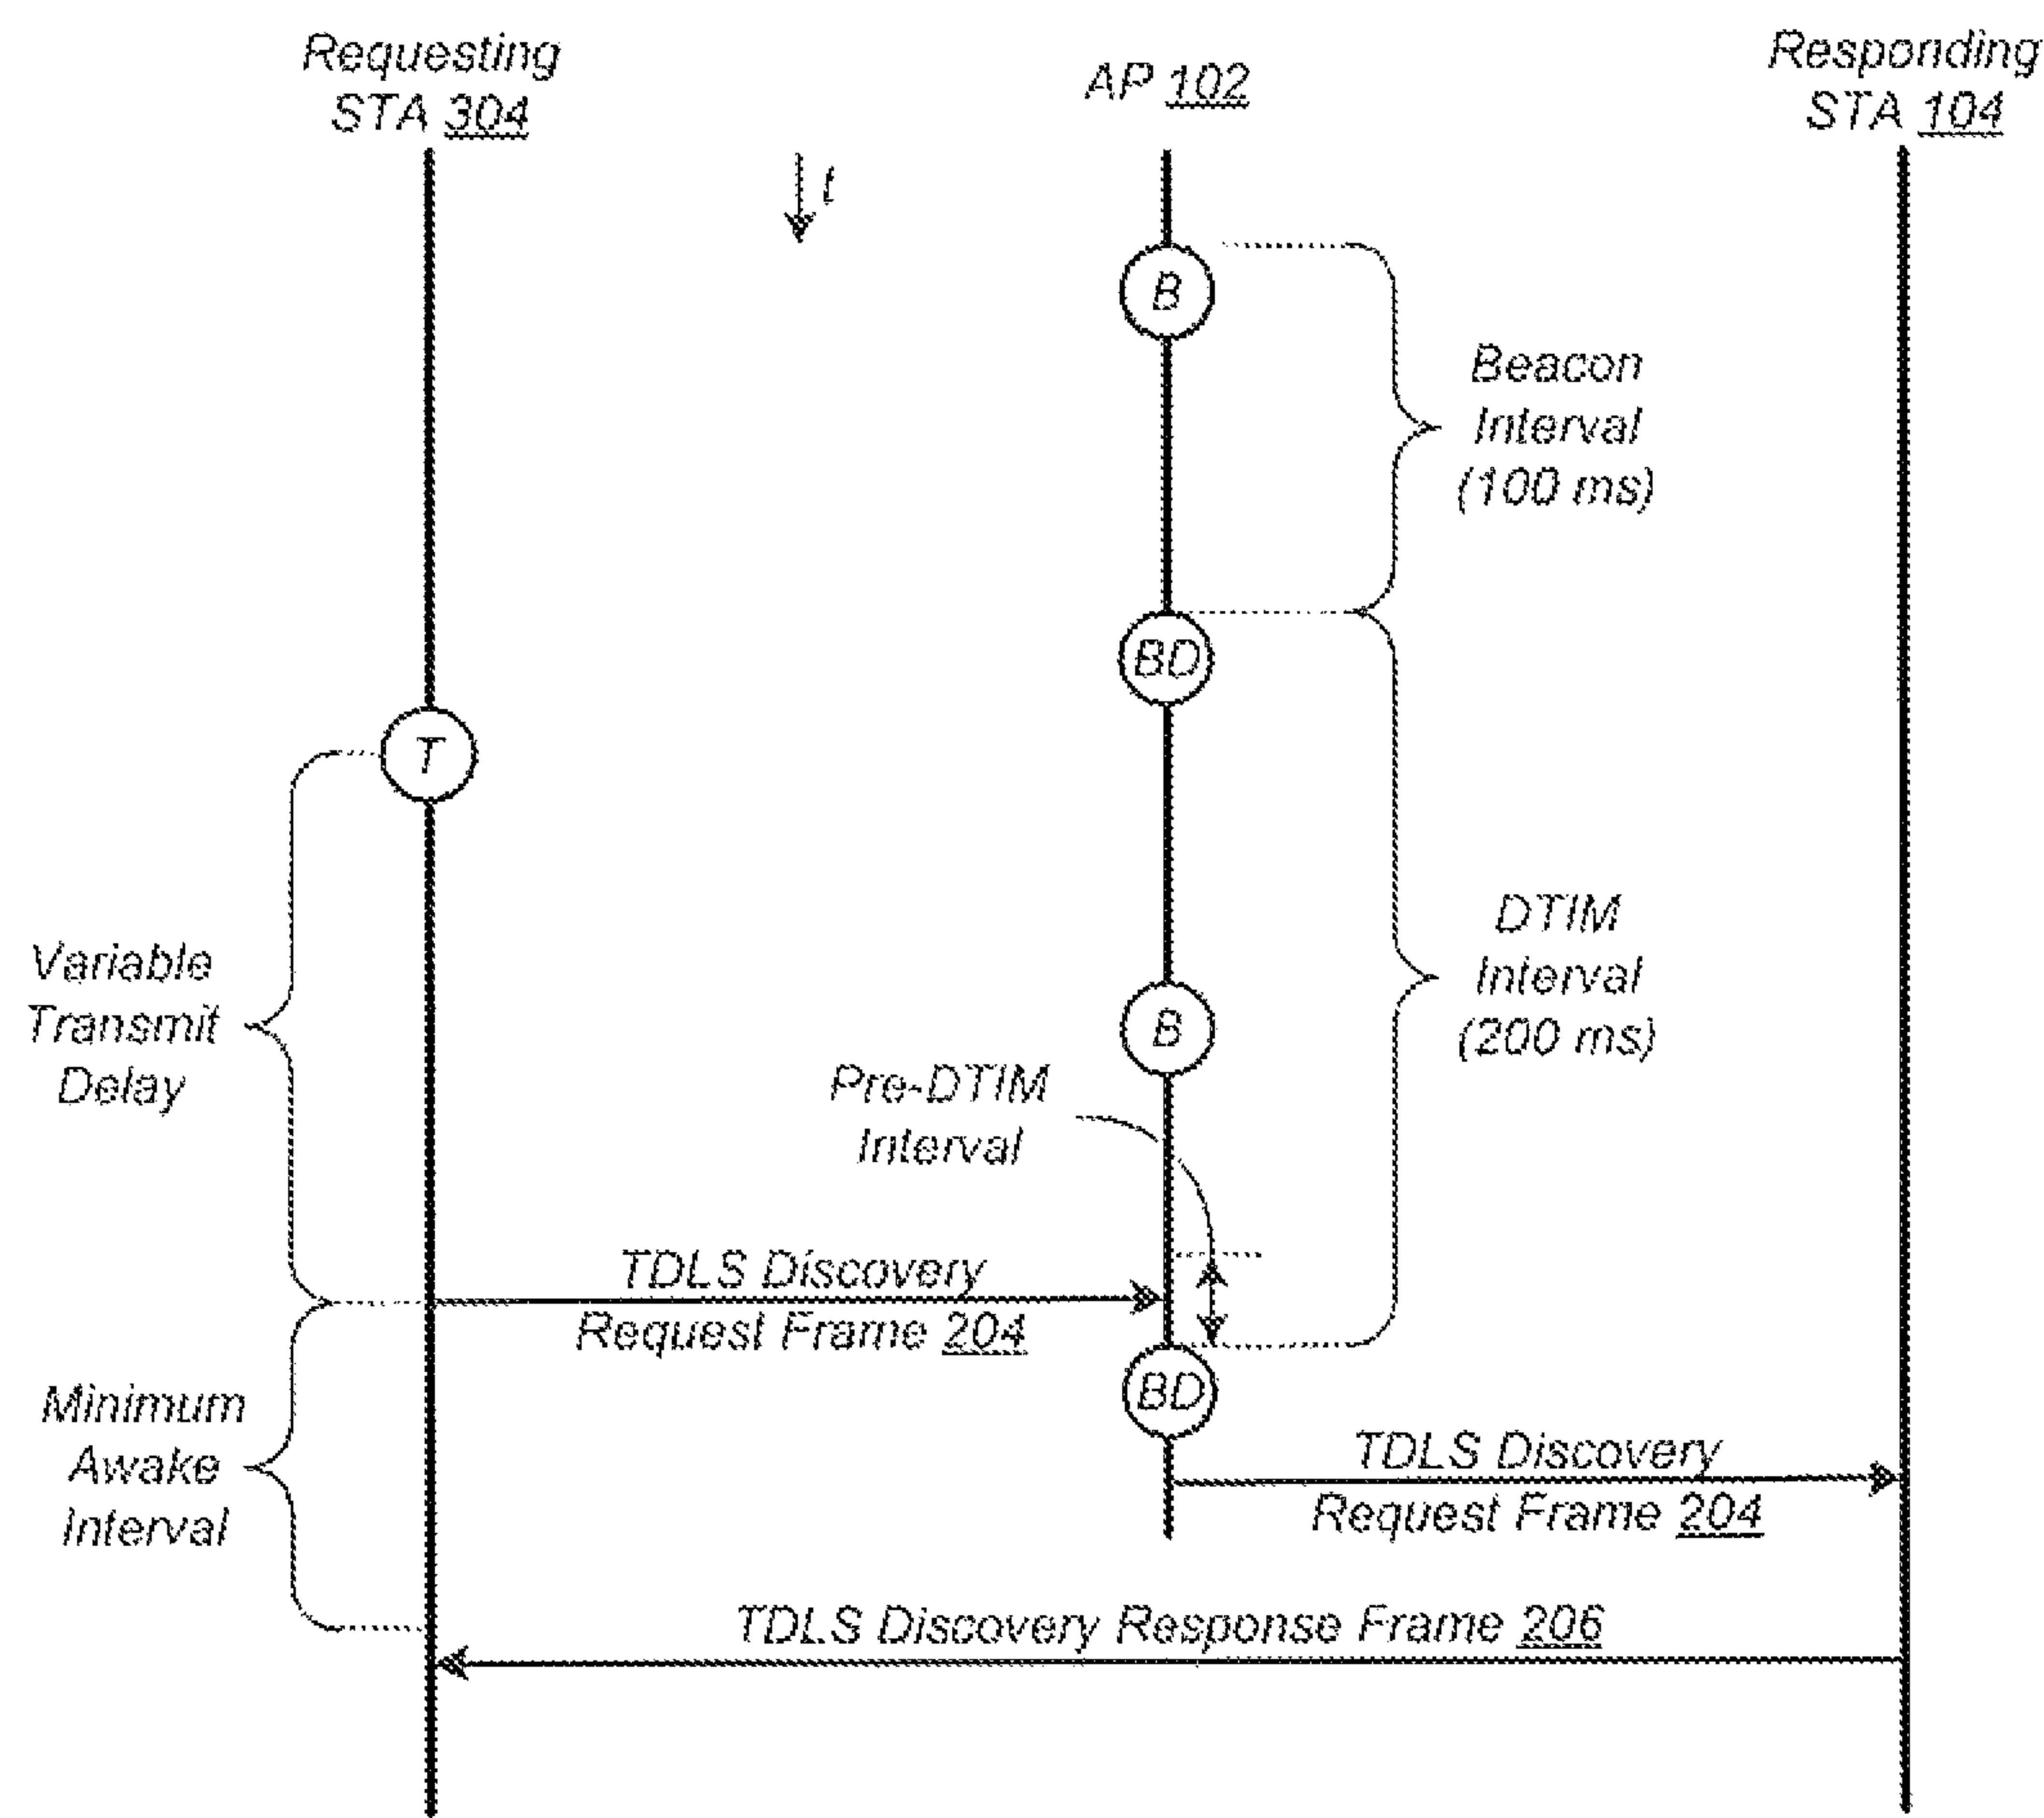 Requesting
STA 304
AP 102
Responding
STA 104
t
B
Beacon
Interval
(100 ms)
BD
T
DTIM
Interval
(200 ms)
Variable
Transmit
Delay
B
Pre-DTIM
Interval
TDLS Discovery
Request Frame 204
BD
Minimum
Awake
Interval
TDLS Discovery
Request Frame 204
TDLS Discovery Response Frame 206